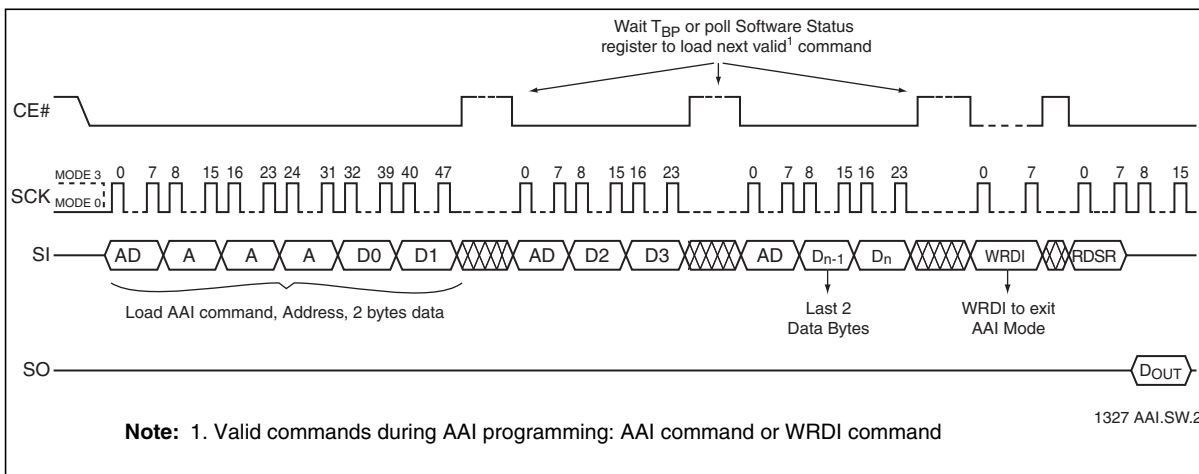 Wait TBP or poll Software Status
register to load next valid1 command
CE#
MODE 3
MODE 0
SCK
0 7 8 15 16 23 24 31 32 39 40 47 0 7 8 15 16 23 0 7 8 15 16 23 0 7 0 7 8 15
SI
AD A A A D0 D1 AD D2 D3 AD Dn-1 Dn WRDI RDSR
Load AAI command, Address, 2 bytes data
Last 2
Data Bytes
WRDI to exit
AAI Mode
SO
DOUT
1327 AAI.SW.2
Note: 1. Valid commands during AAI programming: AAI command or WRDI command